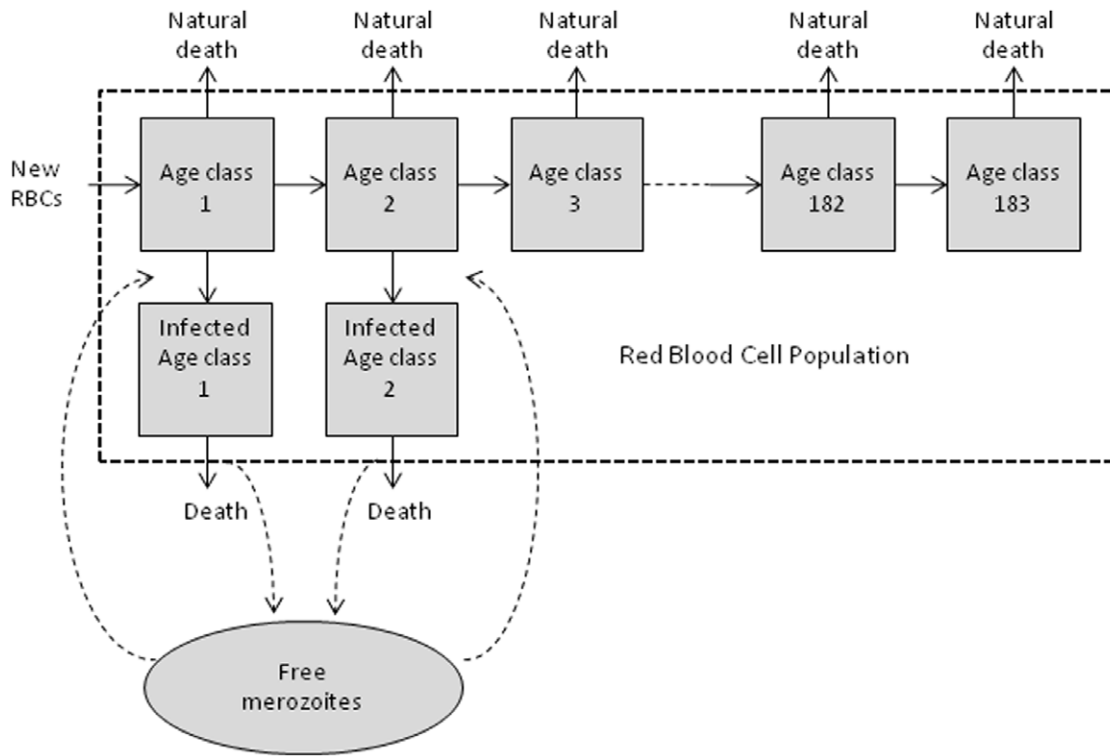 Natural
death
Natural
death
Natural
death
Natural
death
Natural
death
New
RBCs
Age class
1
Age class
2
Age class
3
Age class
182
Age class
183
Infected
Age class
1
Infected
Age class
2
Red Blood Cell Population
Death
Death
Free
merozoites